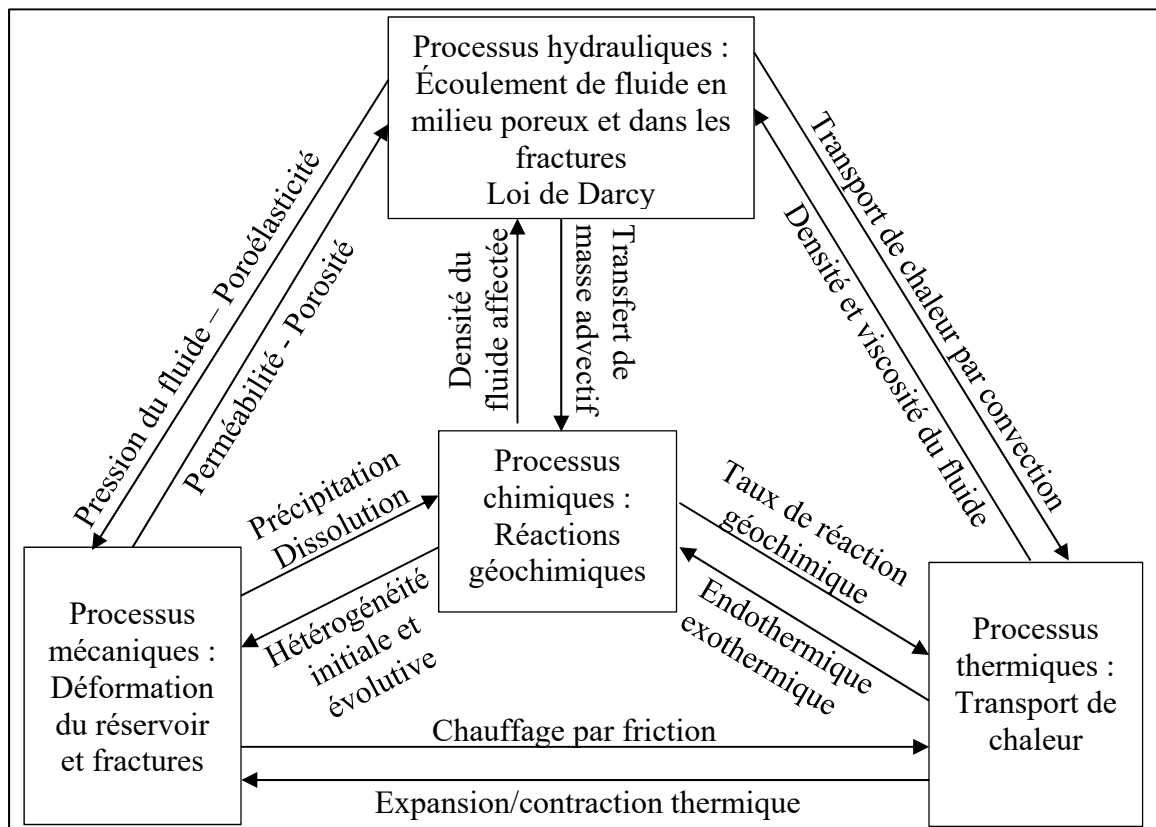 Processus hydrauliques :
Écoulement de fluide en
milieu poreux et dans les
fractures
Loi de Darcy
Pression du fluide – Poroélasticité
Perméabilité - Porosité
Densité du
fluide affectée
Transfert de
masse advectif
Transport de chaleur par convection
Densité et viscosité du fluide
Processus
chimiques :
Réactions
géochimiques
Précipitation
Dissolution
Hétérogénéité
initiale et
évolutive
Taux de réaction
géochimique
Endothermique
exothermique
Processus
mécaniques :
Déformation
du réservoir
et fractures
Processus
thermiques :
Transport de
chaleur
Chauffage par friction
Expansion/contraction thermique